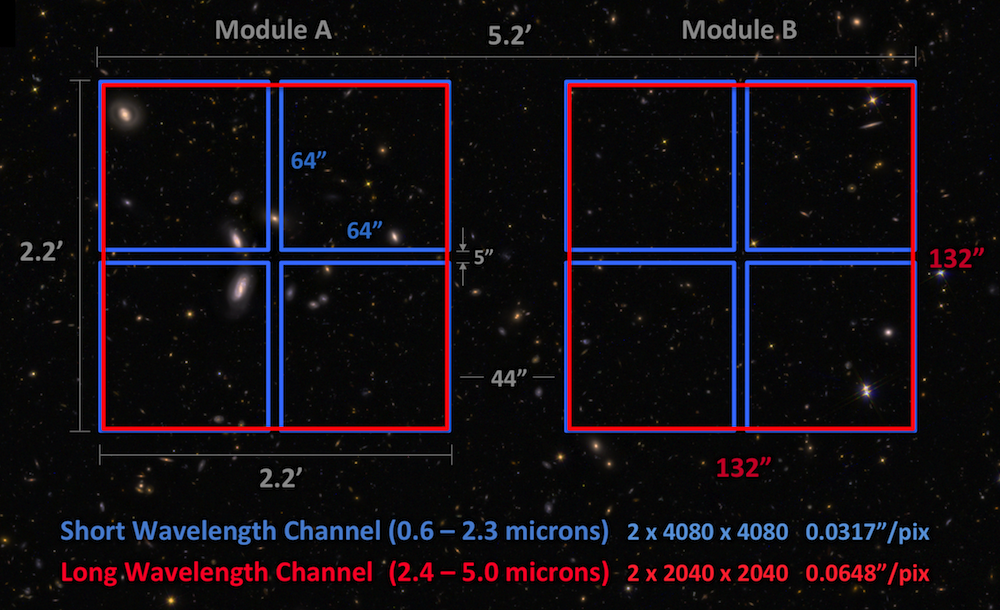 Module A
5.2’
Module B
64”
64”
2.2’
5”
132”
44”
132”
2.2’
Short Wavelength Channel (0.6 – 2.3 microns) 2 x 4080 x 4080 0.0317”/pix
Long Wavelength Channel (2.4 – 5.0 microns) 2 x 2040 x 2040 0.0648”/pix